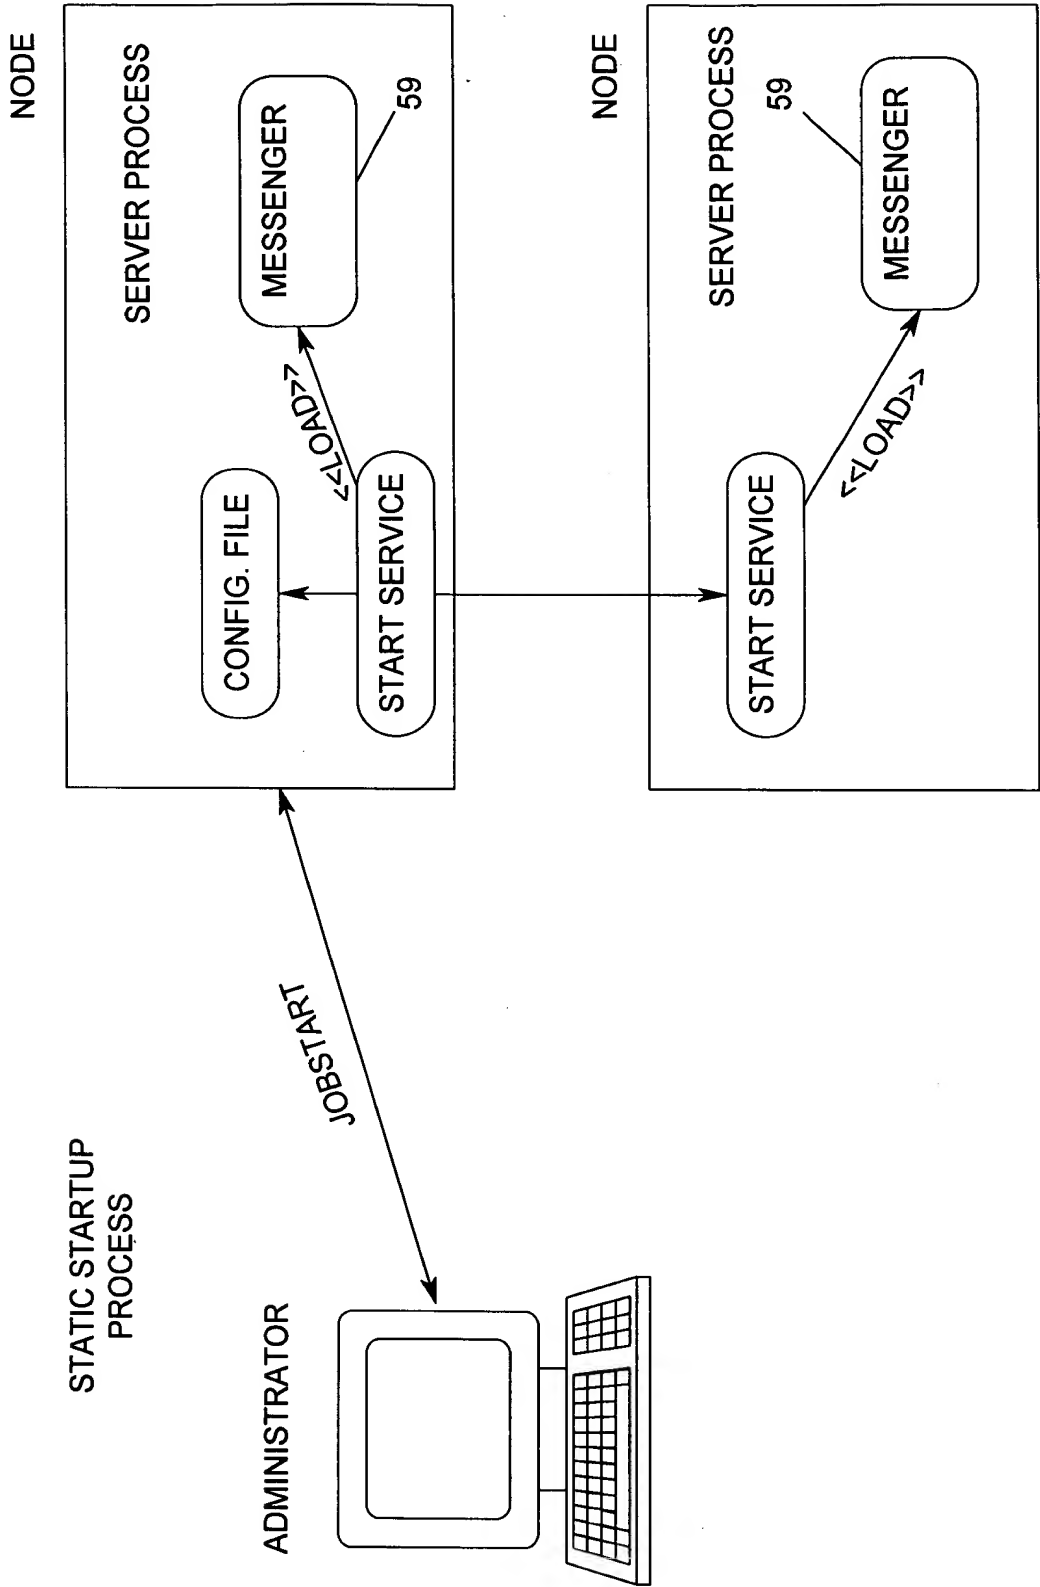 STATIC STARTUP
PROCESS
ADMINISTRATOR
JOBSTART
NODE
SERVER PROCESS
CONFIG. FILE
<<LOAD>>
MESSENGER
START SERVICE
59
NODE
SERVER PROCESS
59
START SERVICE
<<LOAD>>
MESSENGER